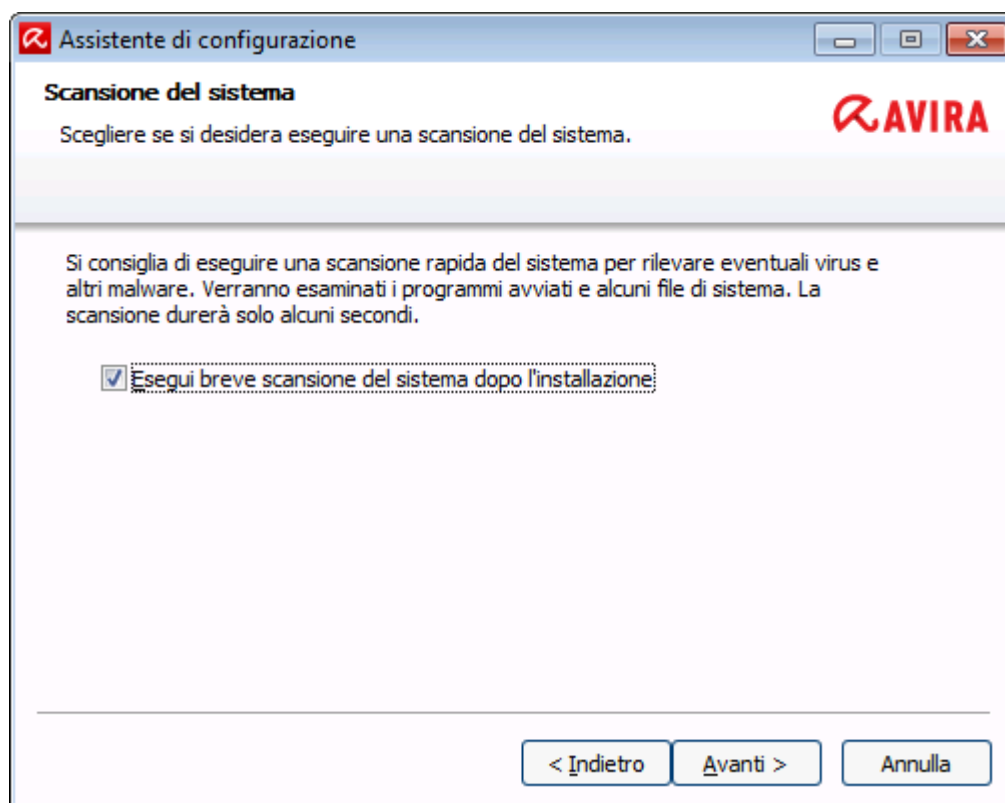 Assistente di configurazione
Scansione del sistema
Scegliere se si desidera eseguire una scansione del sistema.
AVIRA
Si consiglia di eseguire una scansione rapida del sistema per rilevare eventuali virus e
altri malware. Verranno esaminati i programmi avviati e alcuni file di sistema. La
scansione durerà solo alcuni secondi.
Esegui breve scansione del sistema dopo l'installazione
< Indietro
Avanti >
Annulla